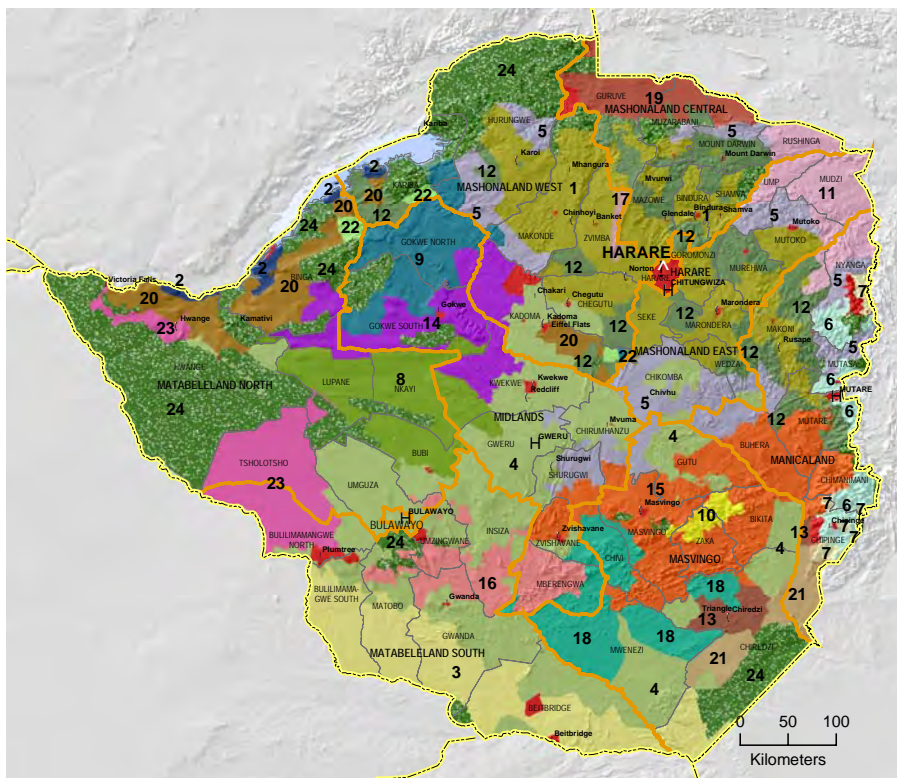 24
GURUVE
19
MASHONALAND CENTRAL
MUZARABANI
Kariba
HURUNGWE
5
Karoi
5
MOUNT DARWIN
Mount Darwin
RUSHINGA
2
2
20
20
KARIBA
12
22
12
MASHONALAND WEST
Mhangura
1
Mvurwi
MAZOWE
BINDURA
SHAMVA
Bindura
Shamva
Glendale
1
UMP
MUDZI
11
5
Mutoko
MUTOKO
24
22
5
MAKONDE
Chinhoyi
Banket
ZVIMBA
17
12
GOROMONZI
GOKWE NORTH
9
HARARE
Norton
HARARE
HARARE
CHITUNGWIZA
MUREHWA
NYANGA
5
7
Victoria Falls
2
2
BINGA
24
20
20
Hwange
Kamativi
23
HWANGE
12
Chakari
Chegutu
CHEGUTU
KADOMA
Kadoma
Eiffel Flats
20
12
12
22
SEKE
12
Marondera
MARONDERA
12
6
MAKONI
Rusape
5
MUTASA
GOKWE SOUTH
14
Gokwe
MASHONALAND EAST
12
WEDZA
6
MUTARE
MATABELELAND NORTH
24
LUPANE
8
NKAYI
KWEKWE
Kwekwe
Redcliff
CHIKOMBA
Chivhu
5
MIDLANDS
Mvuma
CHIRUMHANZU
12
MUTARE
6
TSHOLOTSHO
23
BUBI
GWERU
GWERU
4
Shurugwi
SHURUGWI
4
GUTU
BUHERA
MANICALAND
CHIMANIMANI
UMGUZA
BULAWAYO
BULAWAYO
24
UMZINGWANE
INSIZA
15
Masvingo
MASVINGO
10
ZAKA
BIKITA
7
6
7
Chipinge
7
7
CHIPINGE
7
13
BULILIMAMANGWE
NORTH
Plumtree
Zvishavane
ZVISHAVANE
CHIVI
MASVINGO
4
BULILIMAMA-
GWE SOUTH
MATOBO
16
Gwanda
MBERENGWA
18
Triangle
Chiredzi
13
21
GWANDA
MATABELELAND SOUTH
3
18
MWENEZI
18
CHIREDZI
21
24
4
BEITBRIDGE
Beitbridge
0 50 100
Kilometers